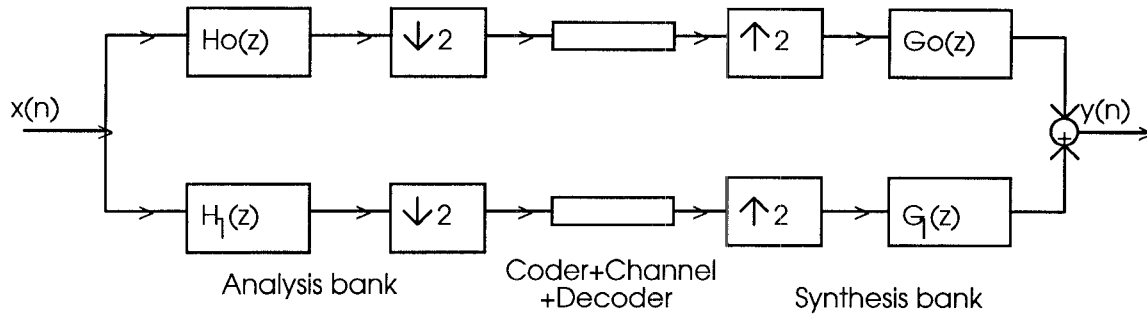 Ho(z) ↓2 ↑2 Go(z)
x(n) y(n)
+
H1(z) ↓2 ↑2 G1(z)
Analysis bank
Coder+Channel
+Decoder
Synthesis bank